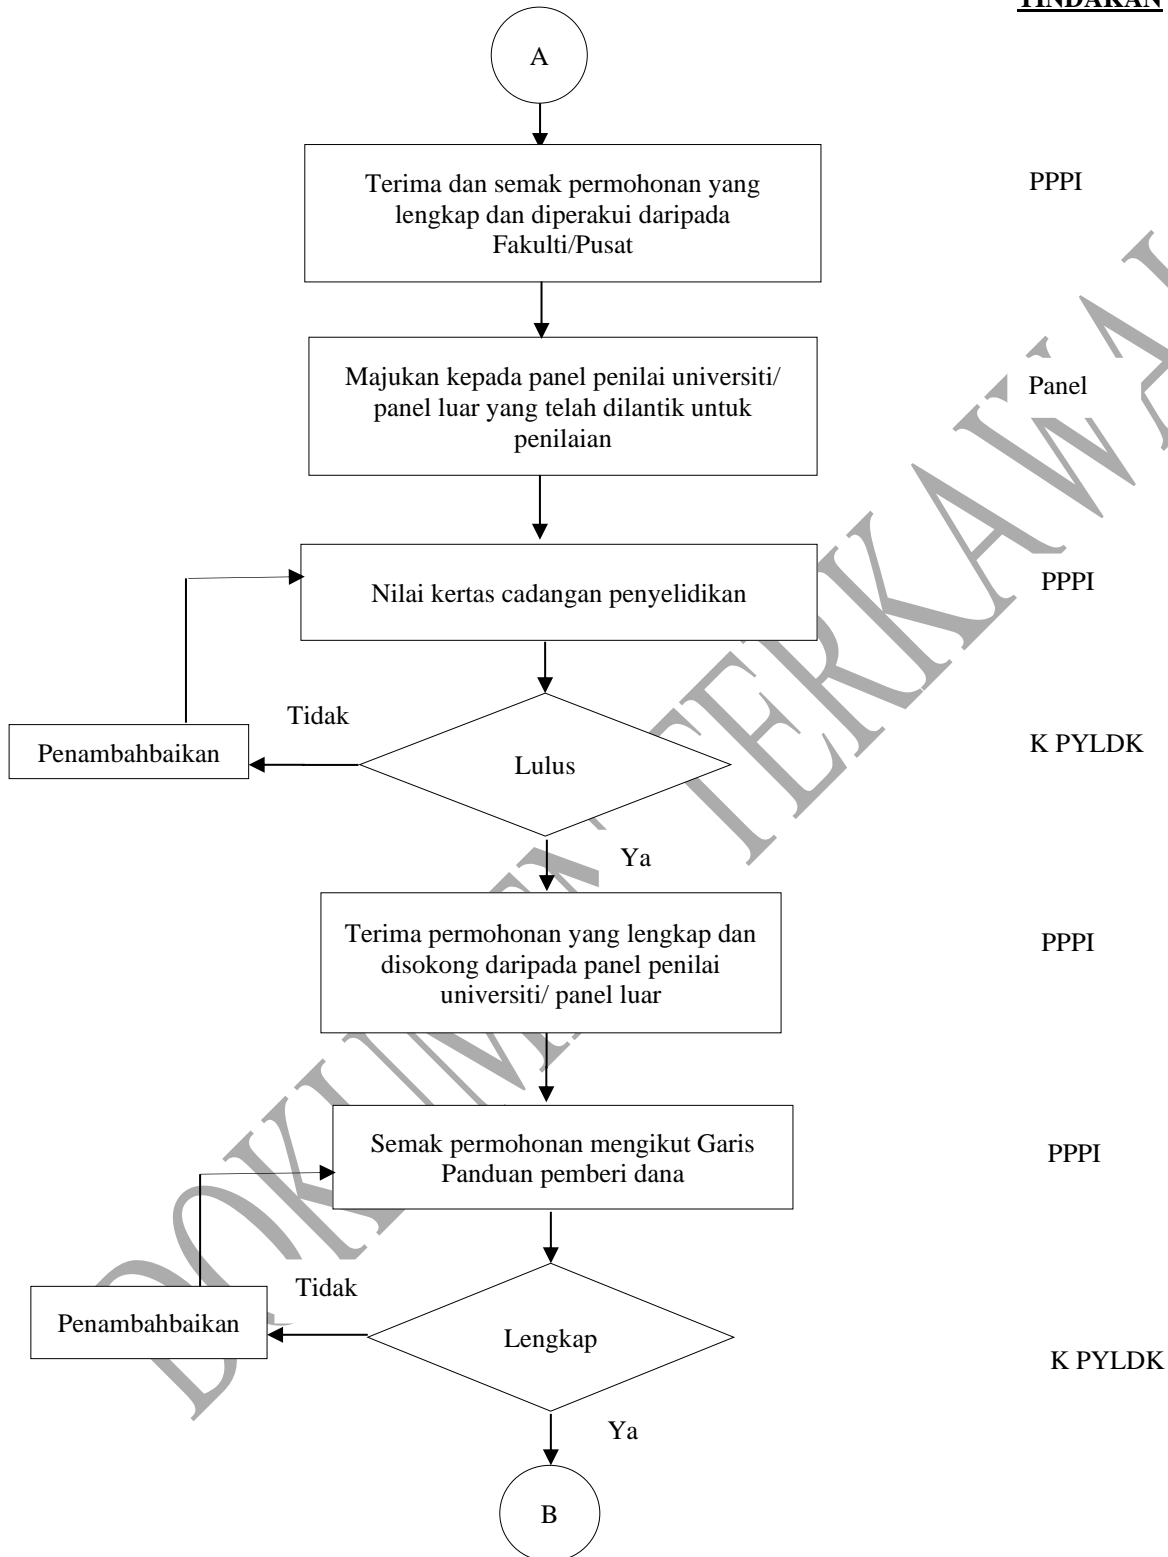 TINDAKAN
A
Terima dan semak permohonan yang
lengkap dan diperakui daripada
Fakulti/Pusat
PPPI
Majukan kepada panel penilai universiti/
panel luar yang telah dilantik untuk
penilaian
Panel
Nilai kertas cadangan penyelidikan
PPPI
Tidak
Penambahbaikan
Lulus
K PYLDK
Ya
Terima permohonan yang lengkap dan
disokong daripada panel penilai
universiti/ panel luar
PPPI
Semak permohonan mengikut Garis
Panduan pemberi dana
PPPI
Tidak
Penambahbaikan
Lengkap
K PYLDK
Ya
B
DOKUMEN TERKAWAL